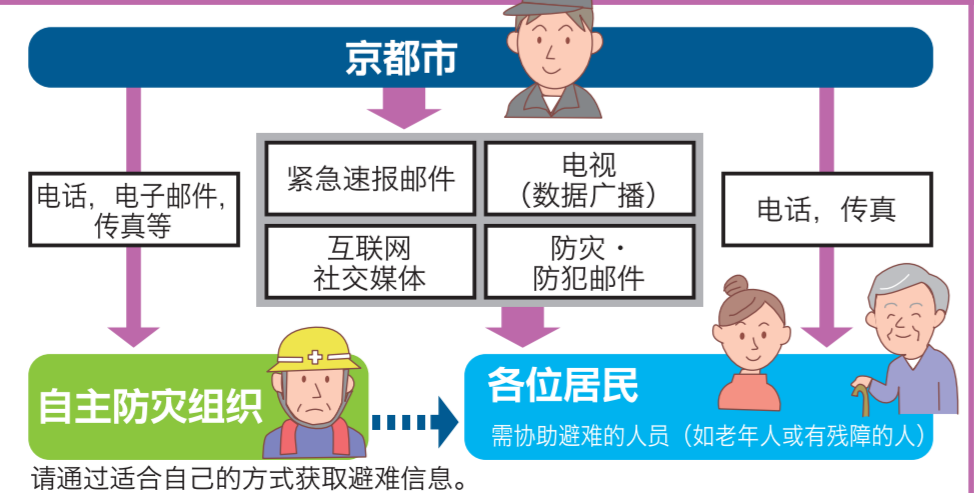 京都市
电话，电子邮件，
传真等
紧急速报邮件
电视
（数据广播）
互联网
社交媒体
防灾・
防犯邮件
电话，传真
自主防灾组织
各位居民
需协助避难的人员（如老年人或有残障的人）
请通过适合自己的方式获取避难信息。